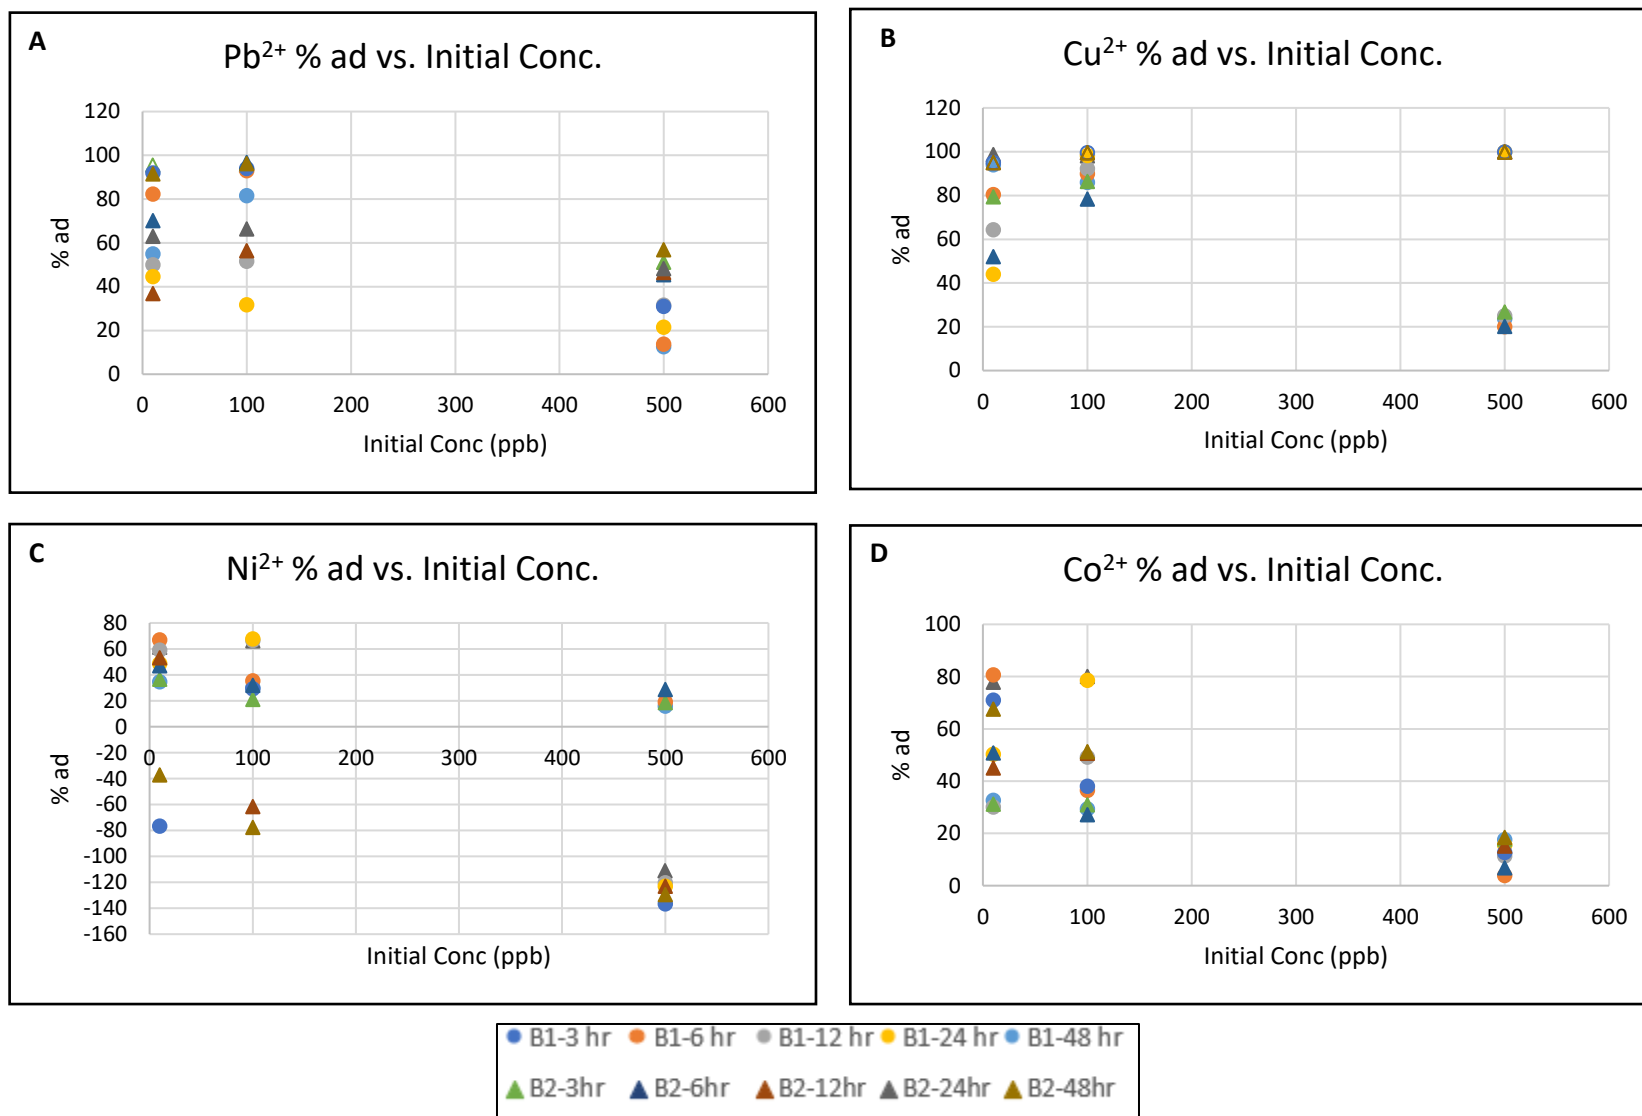 A
Pb²⁺ % ad vs. Initial Conc.
120
100
80
60
40
20
0
% ad
0 100 200 300 400 500 600
Initial Conc (ppb)
B
Cu²⁺ % ad vs. Initial Conc.
120
100
80
60
40
20
0
% ad
0 100 200 300 400 500 600
Initial Conc (ppb)
C
Ni²⁺ % ad vs. Initial Conc.
80
60
40
20
0
-20
-40
-60
-80
-100
-120
-140
-160
% ad
0 100 200 300 400 500 600
Initial Conc (ppb)
D
Co²⁺ % ad vs. Initial Conc.
100
80
60
40
20
0
% ad
0 100 200 300 400 500 600
Initial Conc (ppb)
B1-3 hr B1-6 hr B1-12 hr B1-24 hr B1-48 hr
B2-3hr B2-6hr B2-12hr B2-24hr B2-48hr